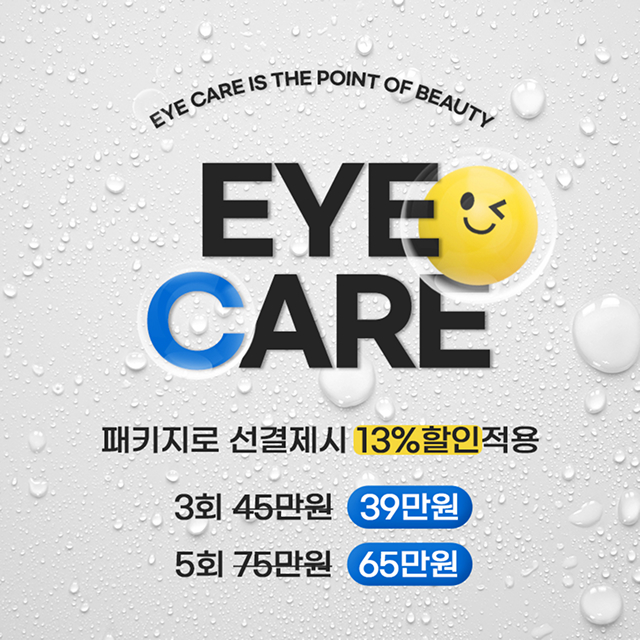 EYE CARE IS THE POINT OF BEAUTY
EYE
CARE
패키지로 선결제시 13%할인적용
3회 45만원 39만원
5회 75만원 65만원